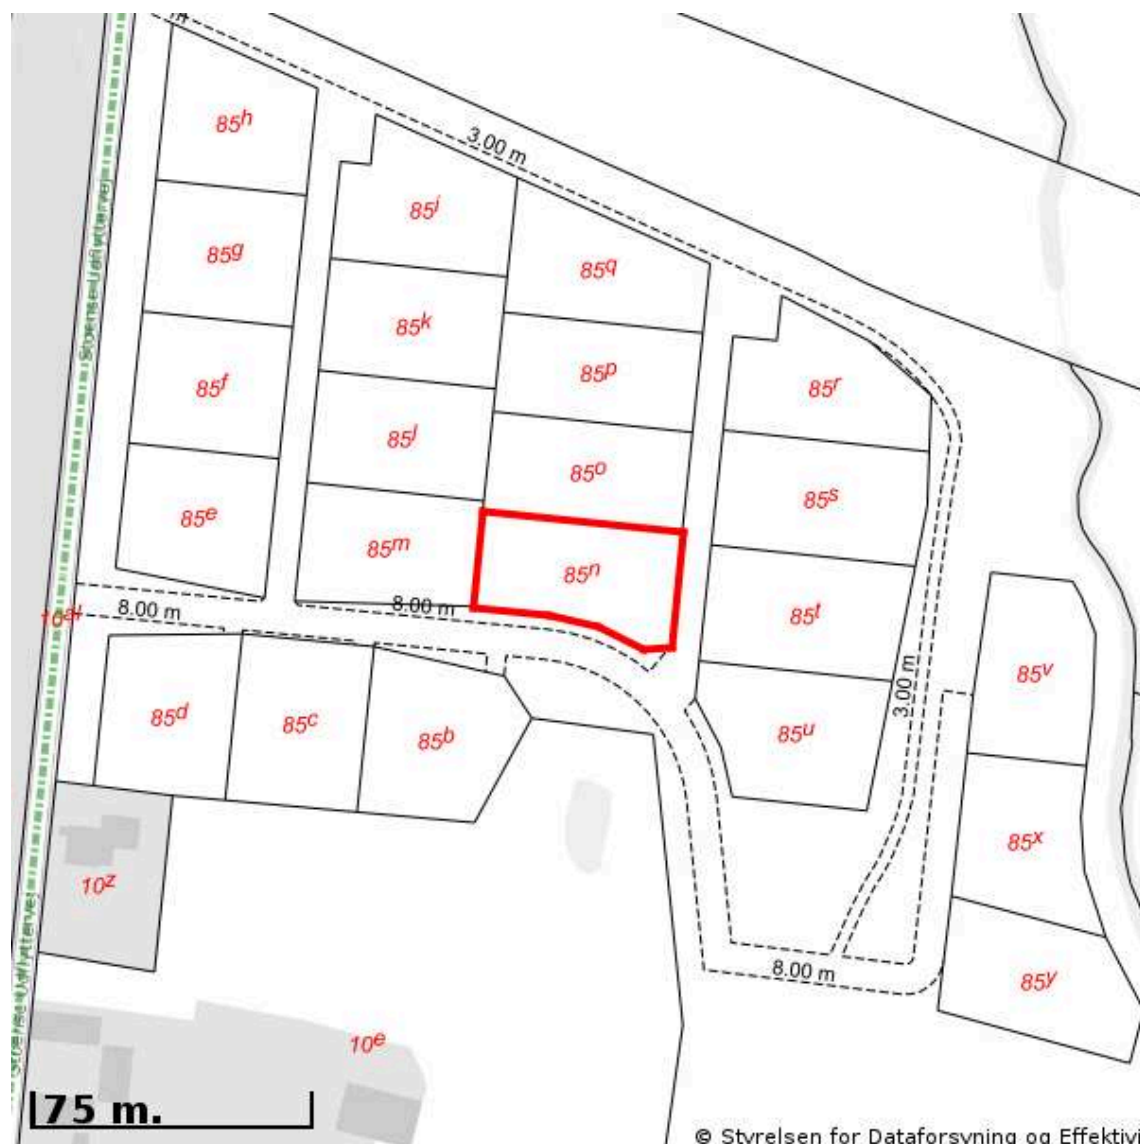 3.00 m
85h
85j
85g
85q
85k
85p
85r
85f
85l
85o
85s
85e
85m
85n
8.00 m
8.00 m
85t
3.00 m
85v
85d
85c
85b
85u
85x
10z
8.00 m
85y
10e
75 m.
© Styrelsen for Dataforsyning og Effektivi